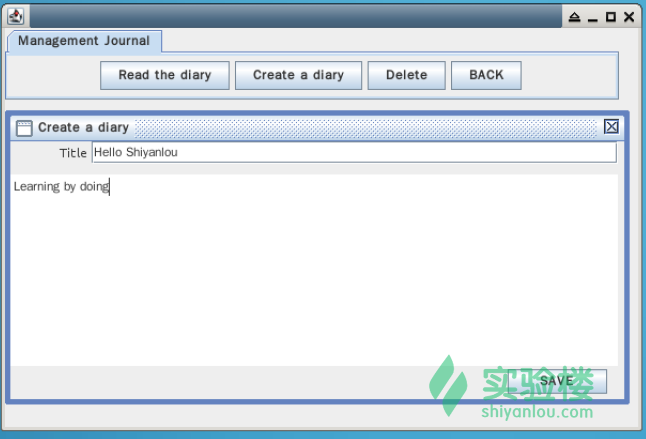 Management Journal
Read the diary Create a diary Delete BACK
Create a diary
Title Hello Shiyanlou
Learning by doing
SAVE
实验楼
shiyanlou.com